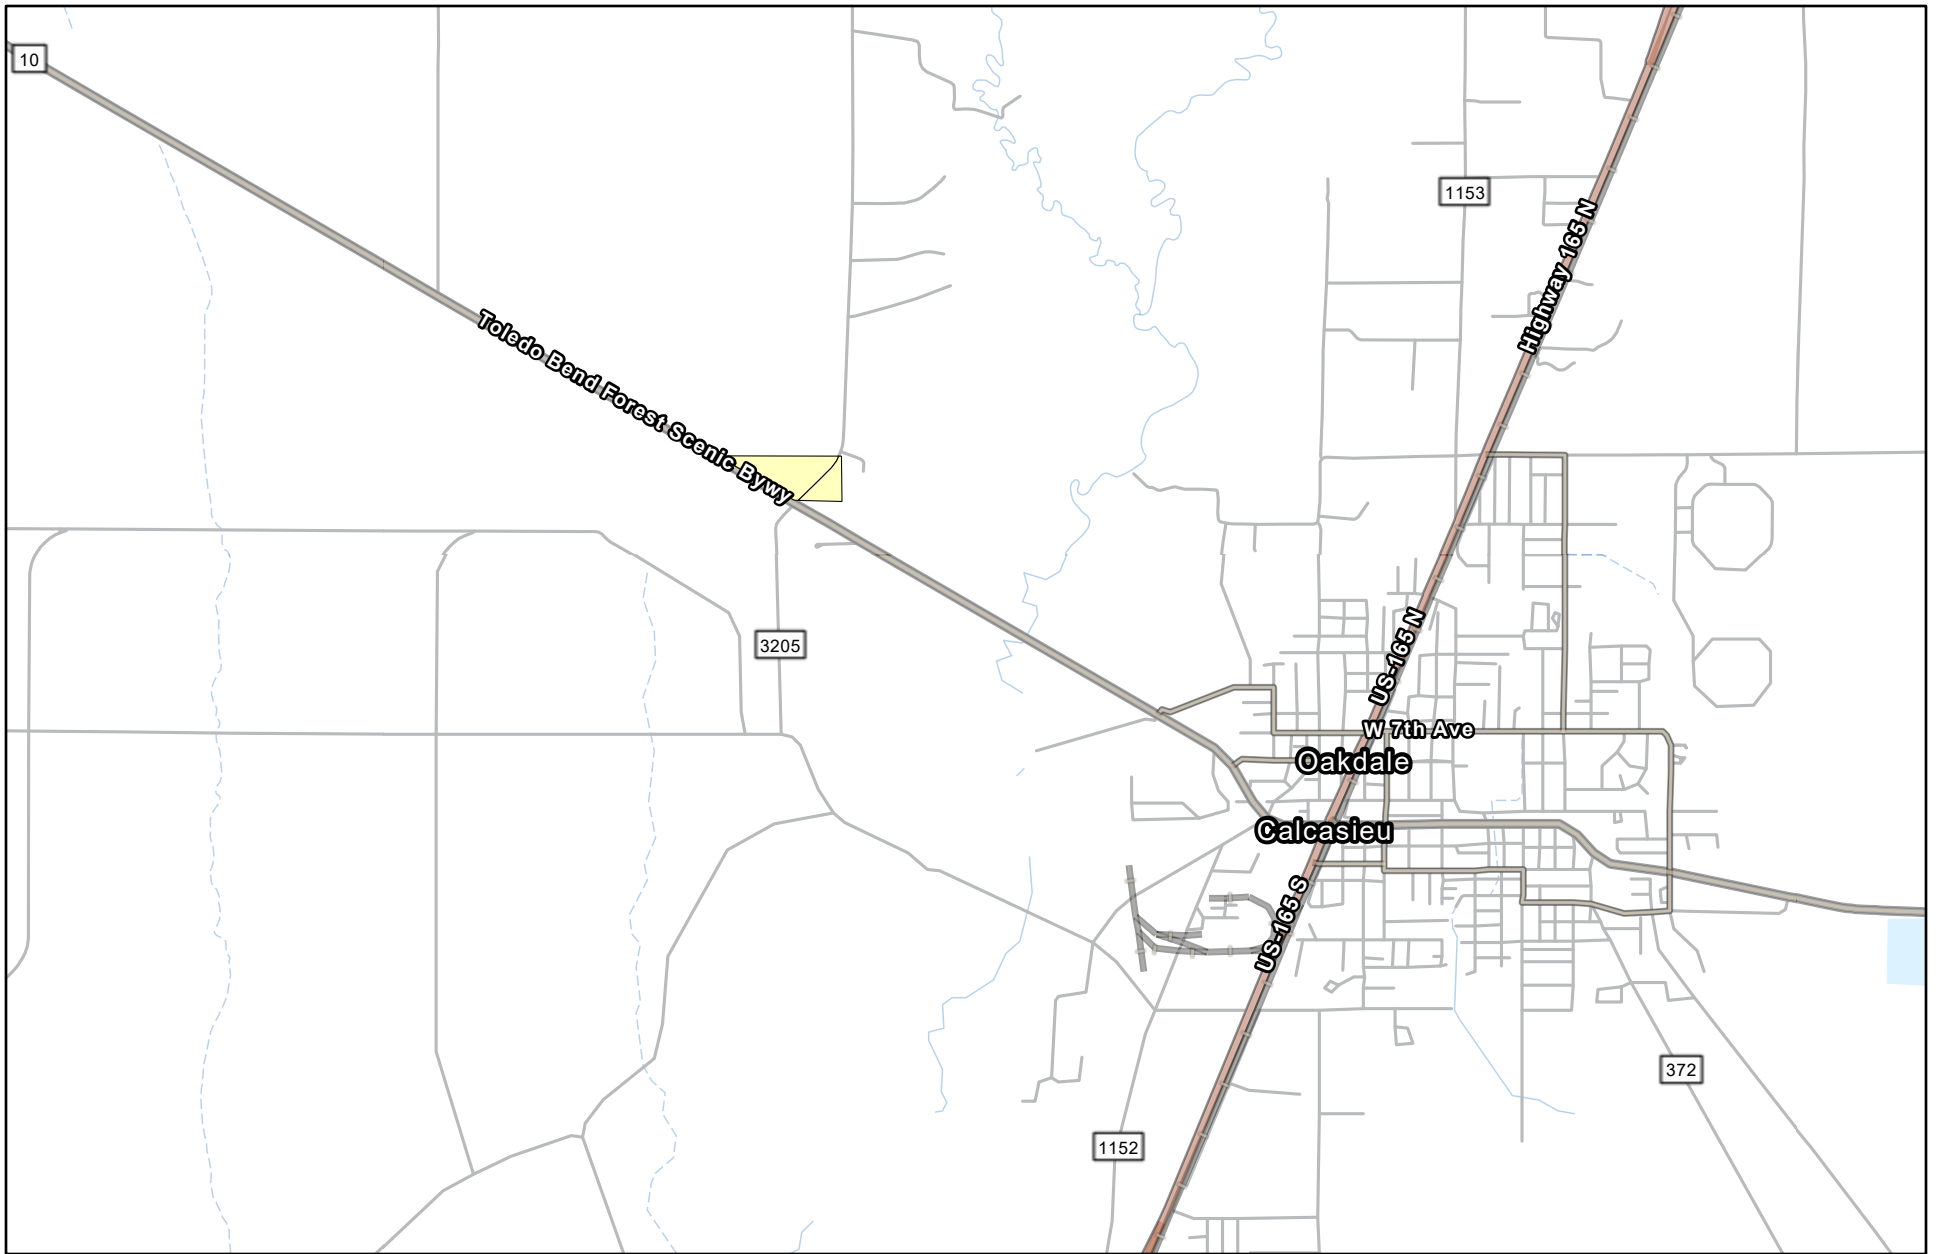 10
1153
Highway 165 N
Toledo Bend Forest Scenic Bywy
3205
US-165 N
W 7th Ave
Oakdale
Calcasieu
US-165 S
372
1152